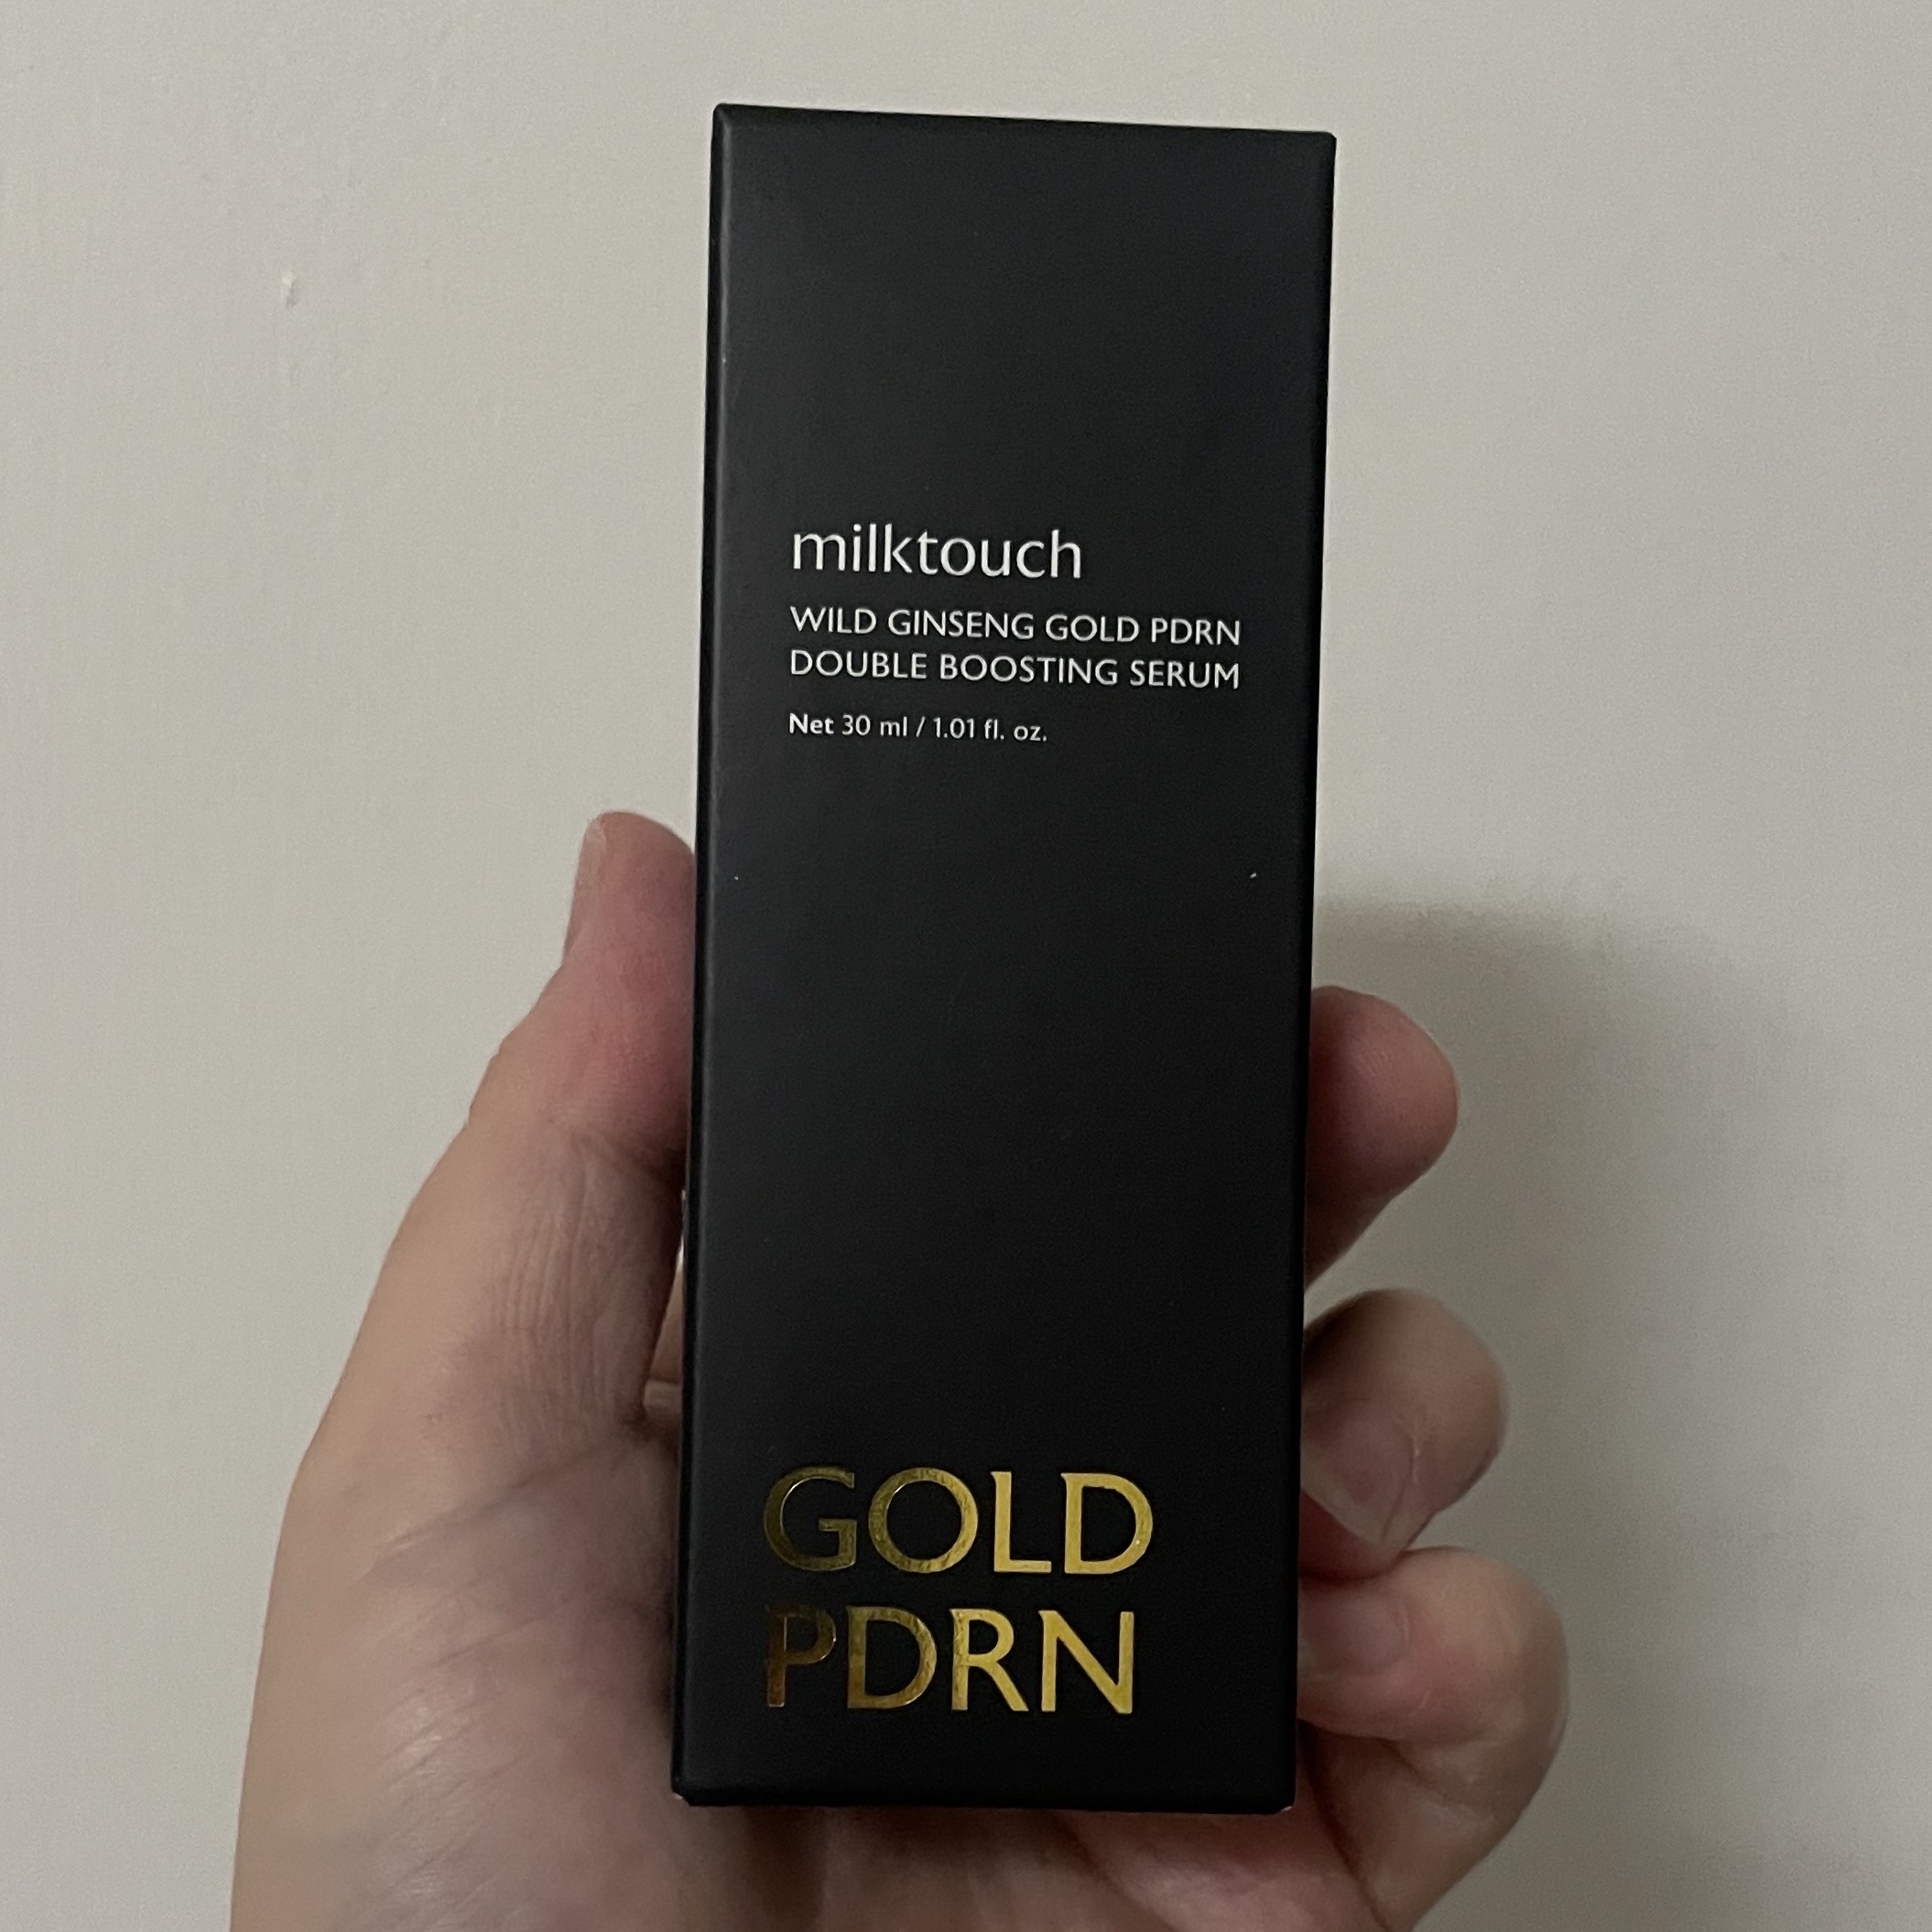 milktouch
WILD GINSENG GOLD PDRN
DOUBLE BOOSTING SERUM
Net 30 ml / 1.01 fl. oz.
GOLD
PDRN